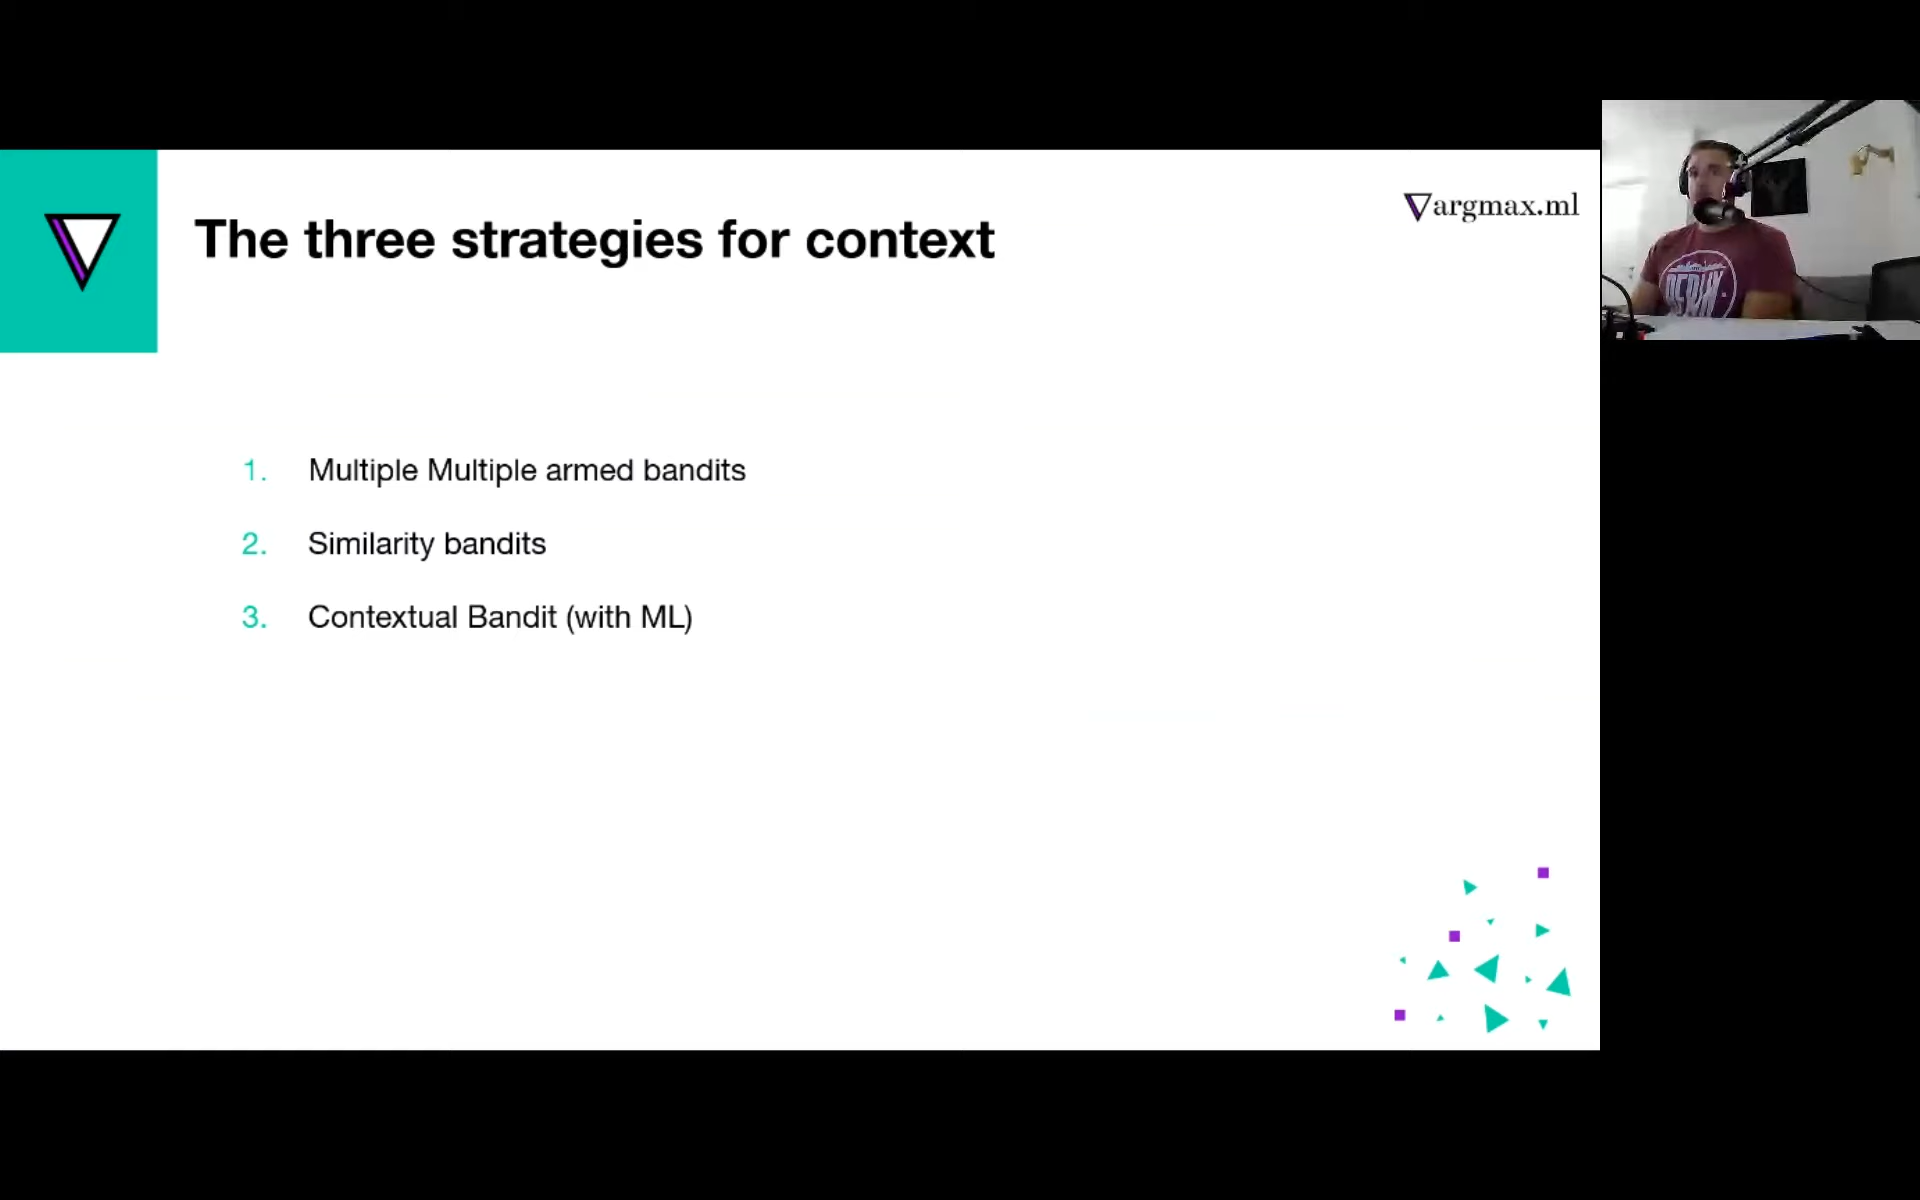 The three strategies for context
argmax.ml
1. Multiple Multiple armed bandits
2. Similarity bandits
3. Contextual Bandit (with ML)